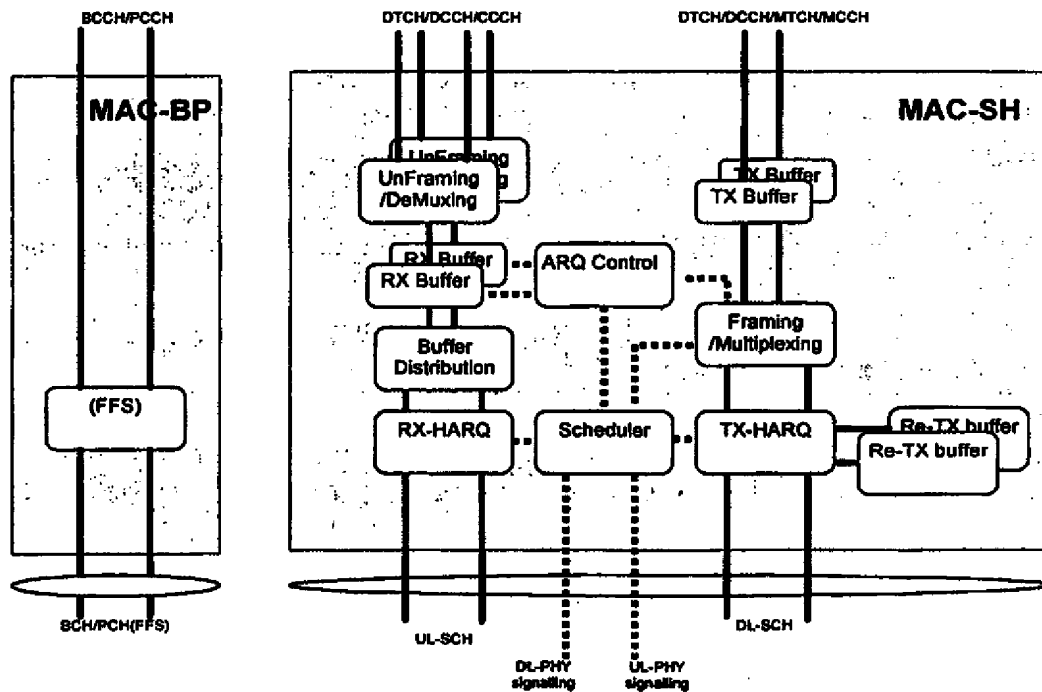 BCCH/PCCH
DTCH/DCCH/CCCH
DTCH/DCCH/MTCH/MCCH
MAC-BP
MAC-SH
UnFraming
UnFraming
/DeMuxing
TX Buffer
TX Buffer
RX Buffer
RX Buffer
ARQ Control
Framing
/Multiplexing
Buffer
Distribution
(FFS)
RX-HARQ
Scheduler
TX-HARQ
Re-TX buffer
Re-TX buffer
BCH/PCH(FFS)
UL-SCH
DL-SCH
DL-PHY
signalling
UL-PHY
signalling